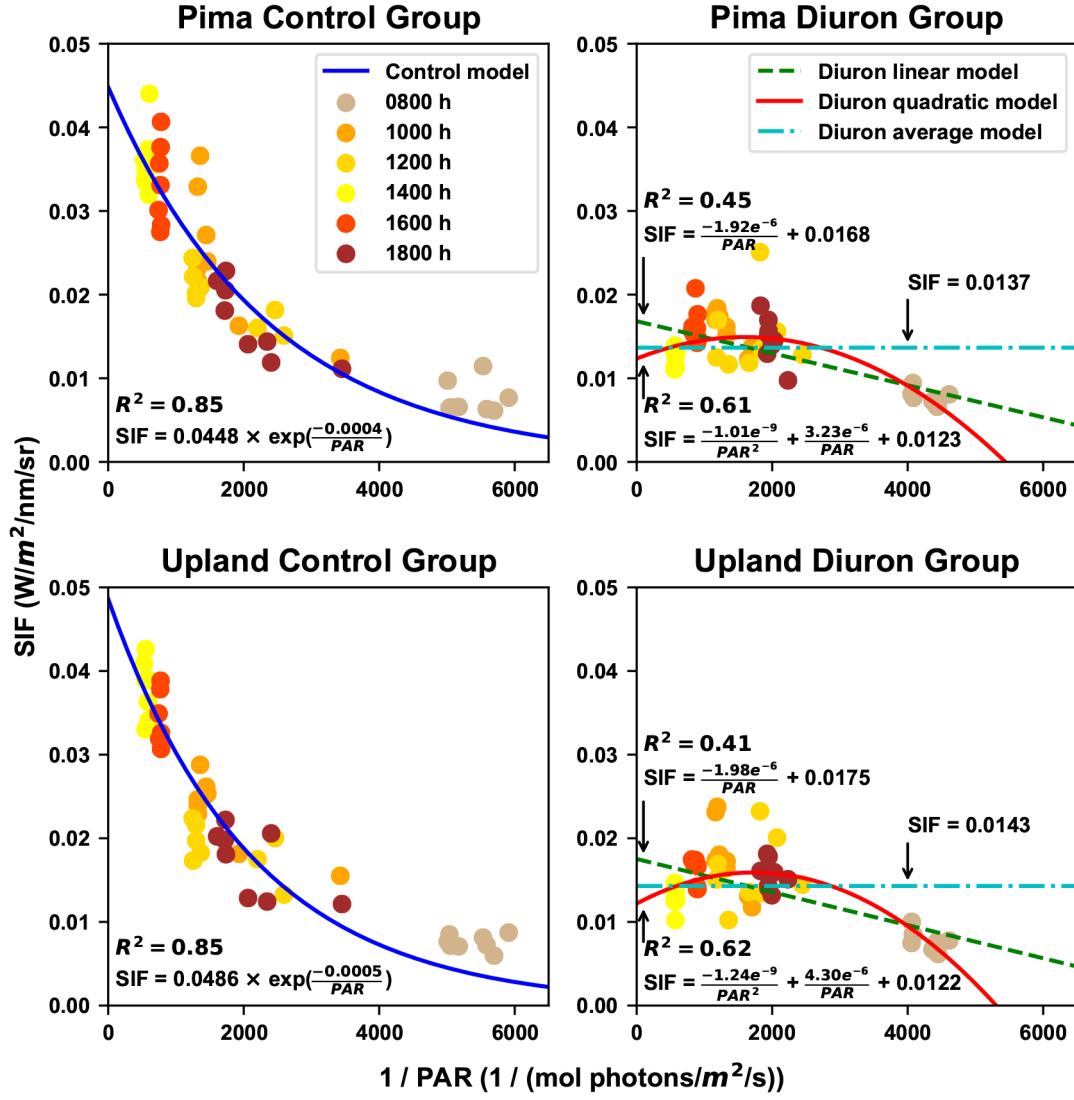 Pima Control Group
0.05
0.04
0.03
0.02
0.01
0.00
0 2000 4000 6000
Control model
0800 h
1000 h
1200 h
1400 h
1600 h
1800 h
R² = 0.85
SIF = 0.0448 × exp(−0.0004/PAR)
Pima Diuron Group
0.05
0.04
0.03
0.02
0.01
0.00
0 2000 4000 6000
Diuron linear model
Diuron quadratic model
Diuron average model
R² = 0.45
SIF = −1.92e⁻⁶/PAR + 0.0168
SIF = 0.0137
R² = 0.61
SIF = −1.01e⁻⁹/PAR² + 3.23e⁻⁶/PAR + 0.0123
Upland Control Group
0.05
0.04
0.03
0.02
0.01
0.00
0 2000 4000 6000
R² = 0.85
SIF = 0.0486 × exp(−0.0005/PAR)
Upland Diuron Group
0.05
0.04
0.03
0.02
0.01
0.00
0 2000 4000 6000
R² = 0.41
SIF = −1.98e⁻⁶/PAR + 0.0175
SIF = 0.0143
R² = 0.62
SIF = −1.24e⁻⁹/PAR² + 4.30e⁻⁶/PAR + 0.0122
SIF (W/m²/nm/sr)
1 / PAR (1 / (mol photons/m²/s))